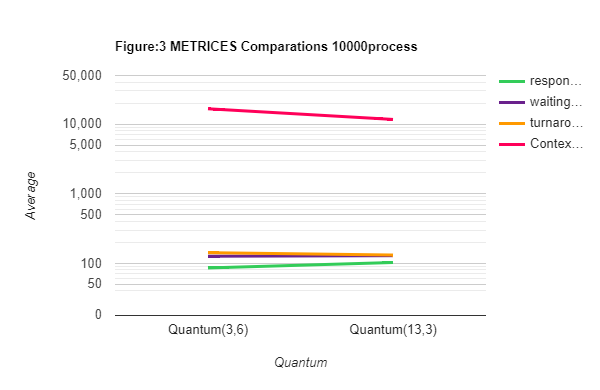 Figure:3 METRICES Comparations 10000process
50,000
10,000
5,000
1,000
500
100
50
0
Average
Quantum(3,6)
Quantum(13,3)
Quantum
respon…
waiting…
turnaro…
Contex…